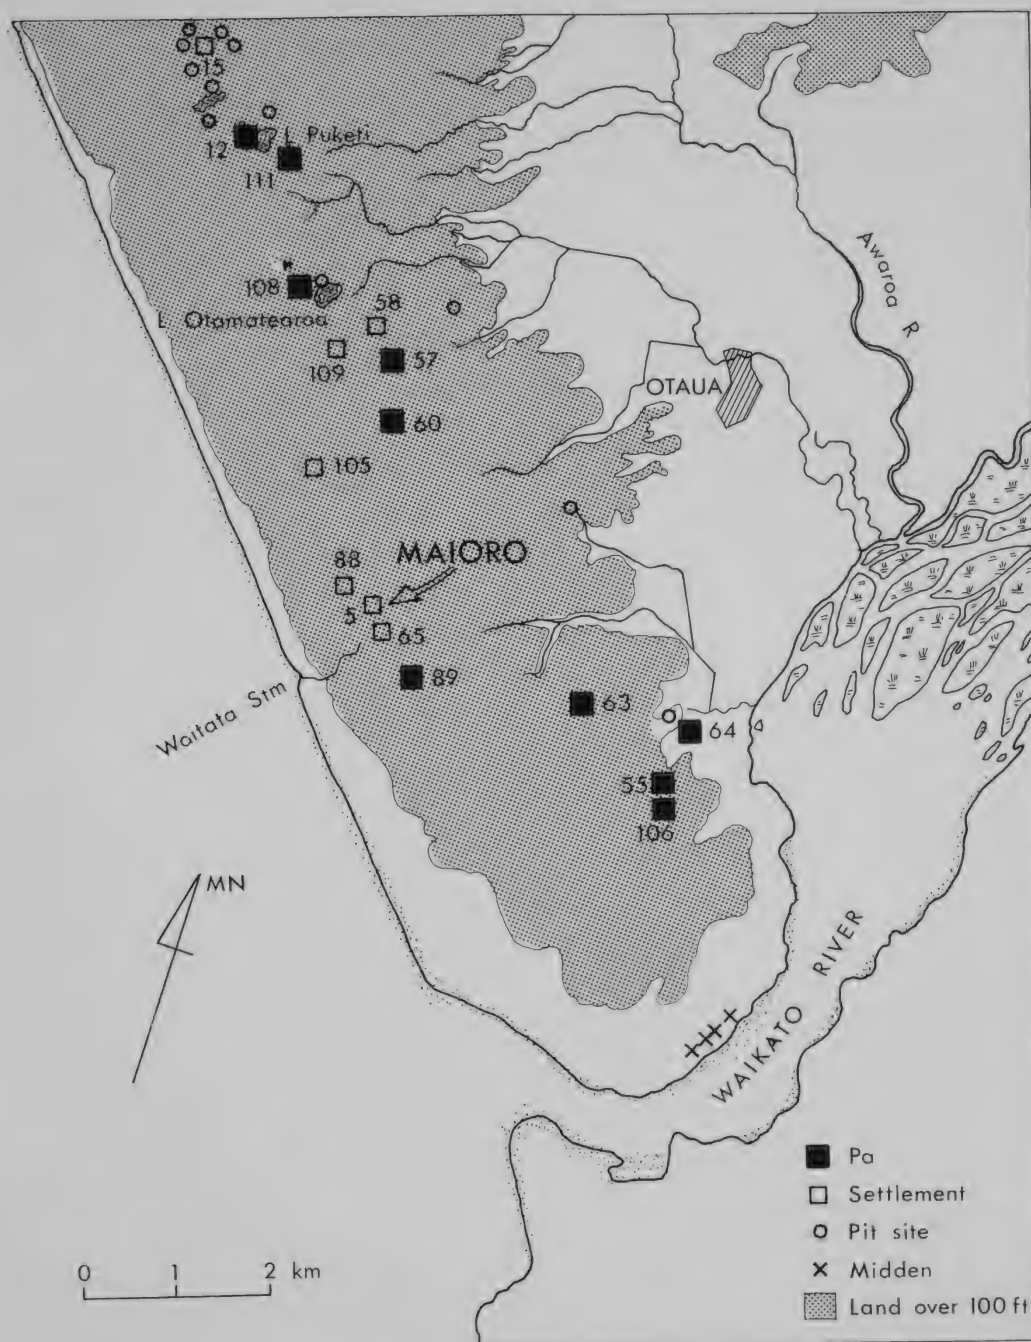 15
L Puketi
12
111
Awaroa R
108
58
L Otamatearoa
109
57
OTAUA
60
105
MAIORO
88
5
65
89
Waitata Stm
63
64
55
106
MN
WAIKATO RIVER
Pa
Settlement
Pit site
Midden
Land over 100 ft
0 1 2 km